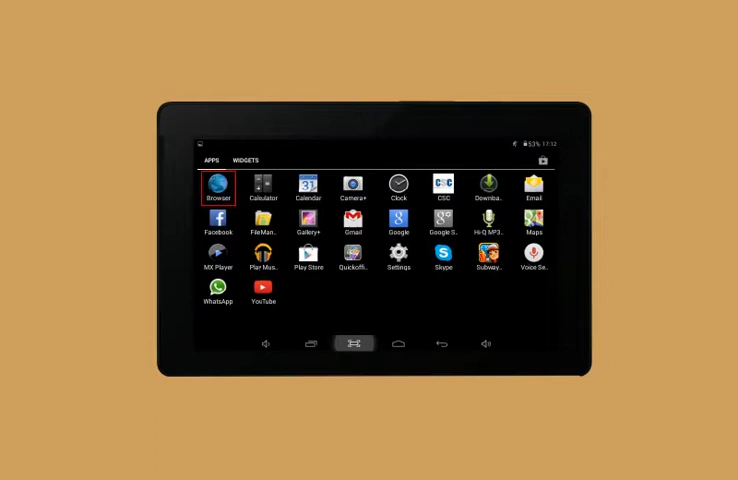 53% 17:12
APPS WIDGETS
Browser Calculator Calendar Camera+ Clock CSC Downloa.. Email
Facebook FileMan.. Gallery+ Gmail Google Google S.. Hi-Q MP3.. Maps
MX Player Play Mus.. Play Store Quickoffi.. Settings Skype Subway.. Voice Se..
WhatsApp YouTube